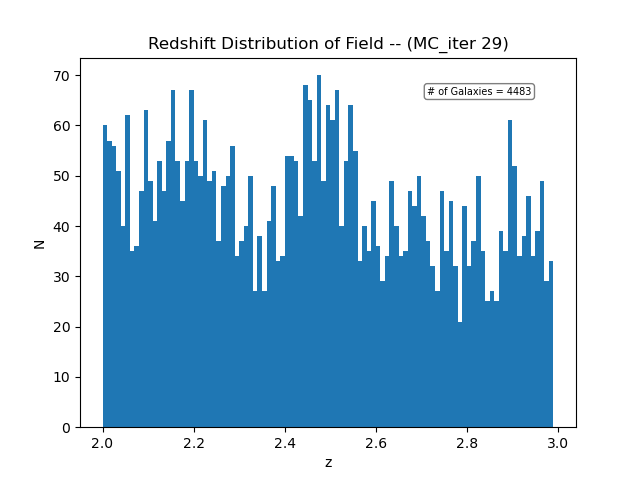 Redshift Distribution of Field -- (MC_iter 29)
# of Galaxies = 4483
70
60
50
40
30
20
10
0
N
2.0 2.2 2.4 2.6 2.8 3.0
z